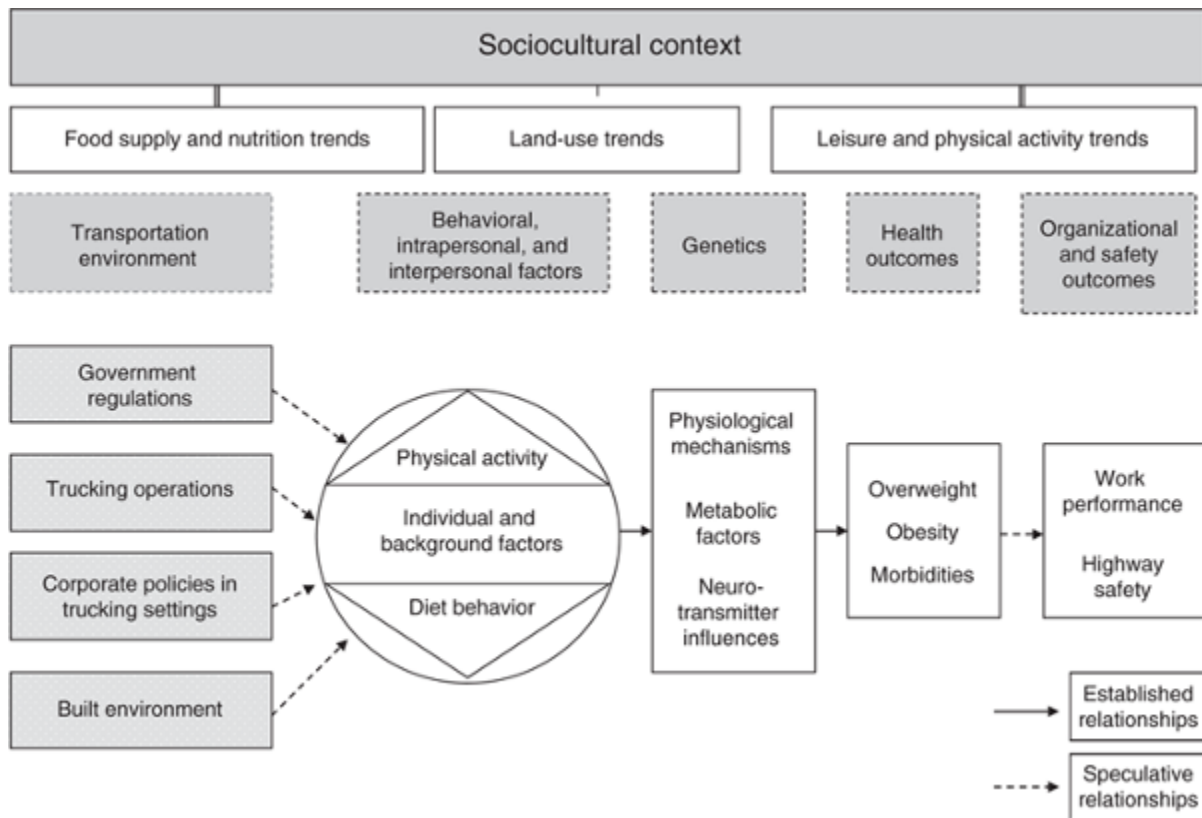 Sociocultural context
Food supply and nutrition trends
Land-use trends
Leisure and physical activity trends
Transportation
environment
Behavioral,
intrapersonal, and
interpersonal factors
Genetics
Health
outcomes
Organizational
and safety
outcomes
Government
regulations
Trucking operations
Corporate policies in
trucking settings
Built environment
Physical activity
Individual and
background factors
Diet behavior
Physiological
mechanisms
Metabolic
factors
Neuro-
transmitter
influences
Overweight
Obesity
Morbidities
Work
performance
Highway
safety
Established
relationships
Speculative
relationships